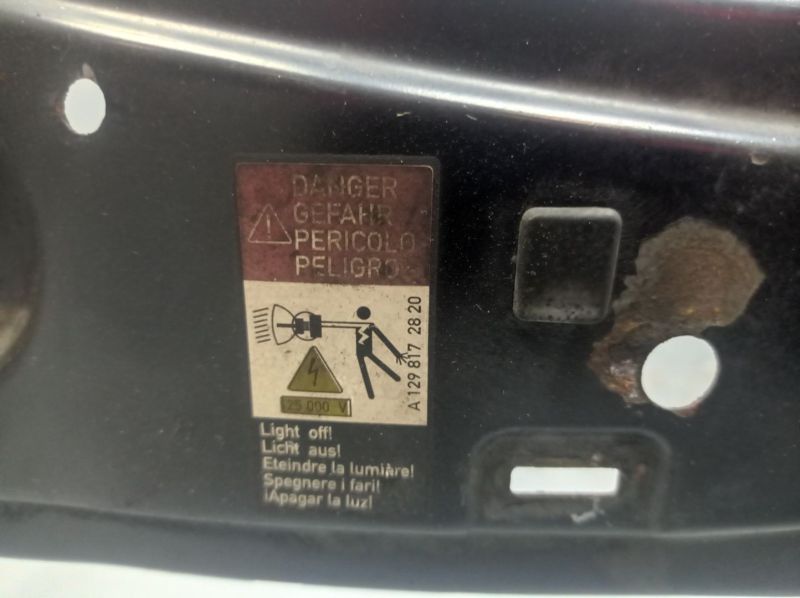 DANGER
GEFAHR
PERICOLO
PELIGRO
25 000 V
A 129 817 28 20
Light off!
Licht aus!
Eteindre la lumière!
Spegnere i fari!
¡Apagar la luz!